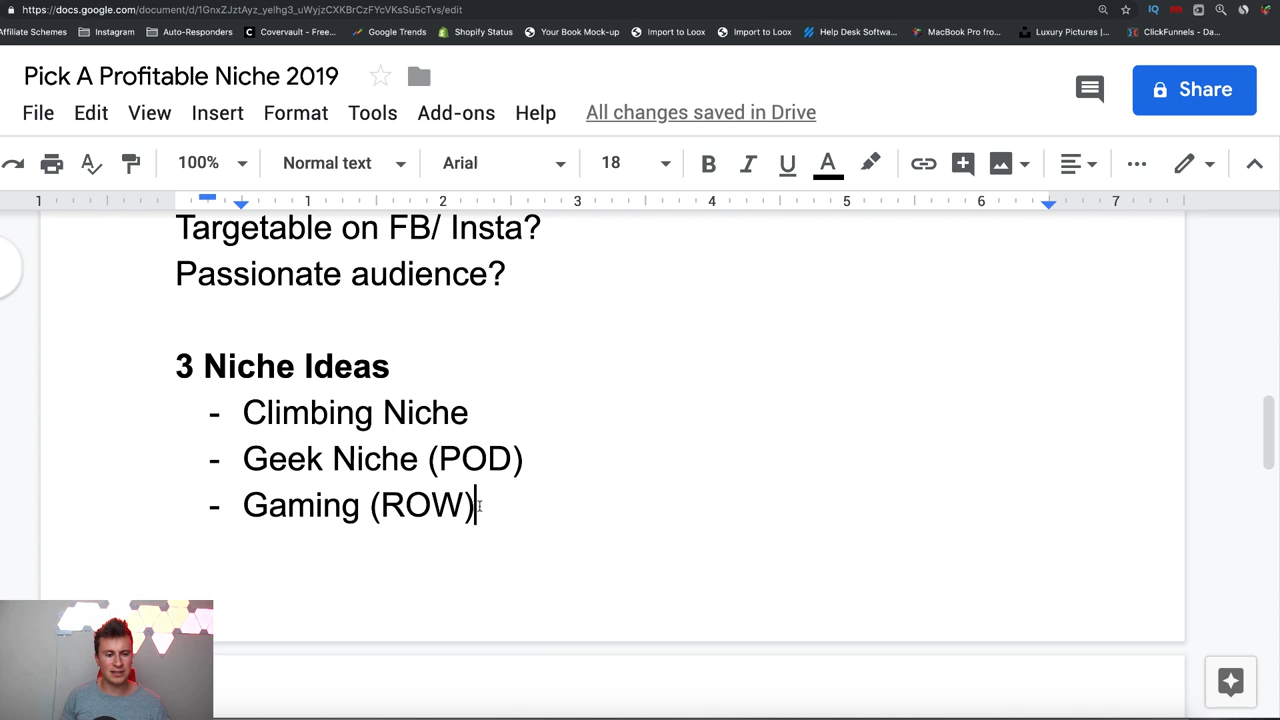 https://docs.google.com/document/d/1GnxZJztAyz_yelhg3_uWyjzCXKBrCzFYcVKsSu5cTvs/edit
Affiliate Schemes Instagram Auto-Responders Covervault - Free... Google Trends Shopify Status Your Book Mock-up Import to Loox Import to Loox Help Desk Softwa... MacBook Pro fro... Luxury Pictures |... ClickFunnels - Da...
Pick A Profitable Niche 2019
Share
File Edit View Insert Format Tools Add-ons Help All changes saved in Drive
100% Normal text Arial 18 B I U A
1 1 2 3 4 5 6 7
Targetable on FB/ Insta?
Passionate audience?
3 Niche Ideas
- Climbing Niche
- Geek Niche (POD)
- Gaming (ROW)